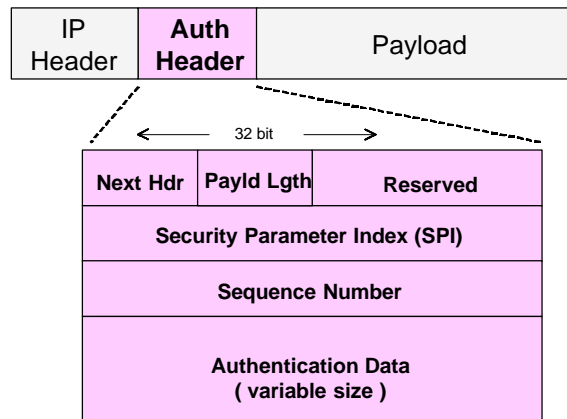 IP
Header
Auth
Header
Payload
32 bit
Next Hdr
Payld Lgth
Reserved
Security Parameter Index (SPI)
Sequence Number
Authentication Data
( variable size )